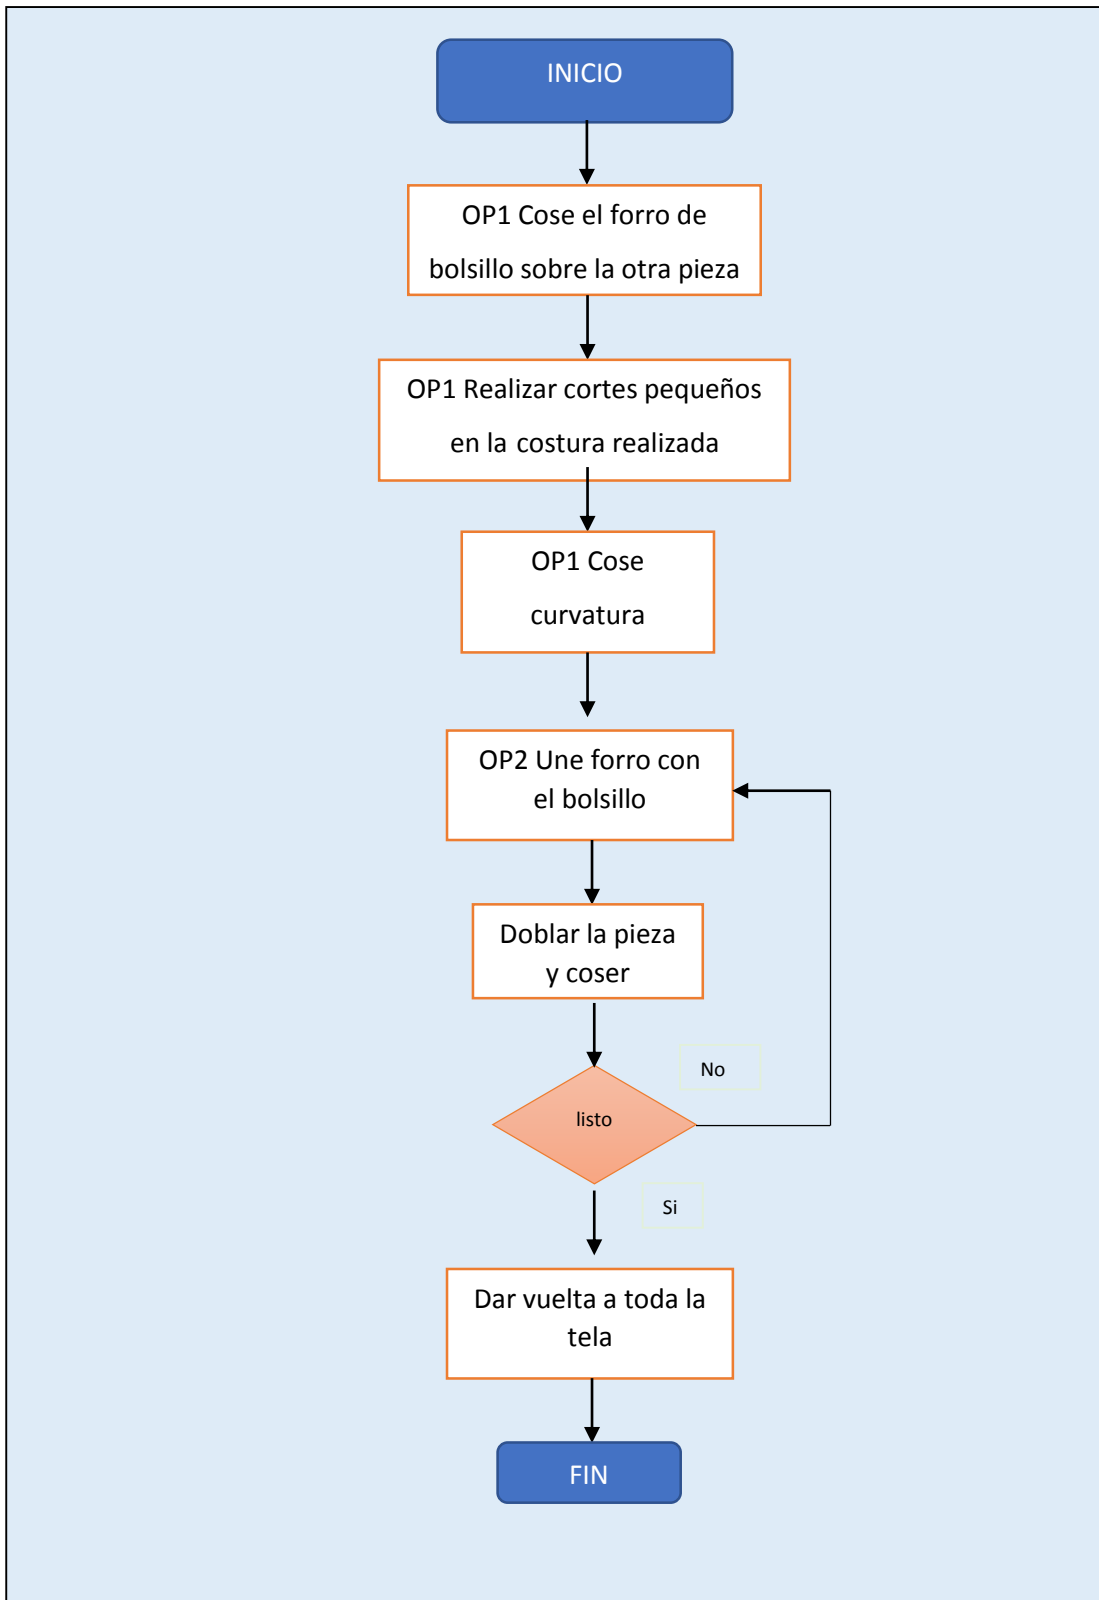 INICIO
OP1 Cose el forro de
bolsillo sobre la otra pieza
OP1 Realizar cortes pequeños
en la costura realizada
OP1 Cose
curvatura
OP2 Une forro con
el bolsillo
Doblar la pieza
y coser
No
listo
Si
Dar vuelta a toda la
tela
FIN